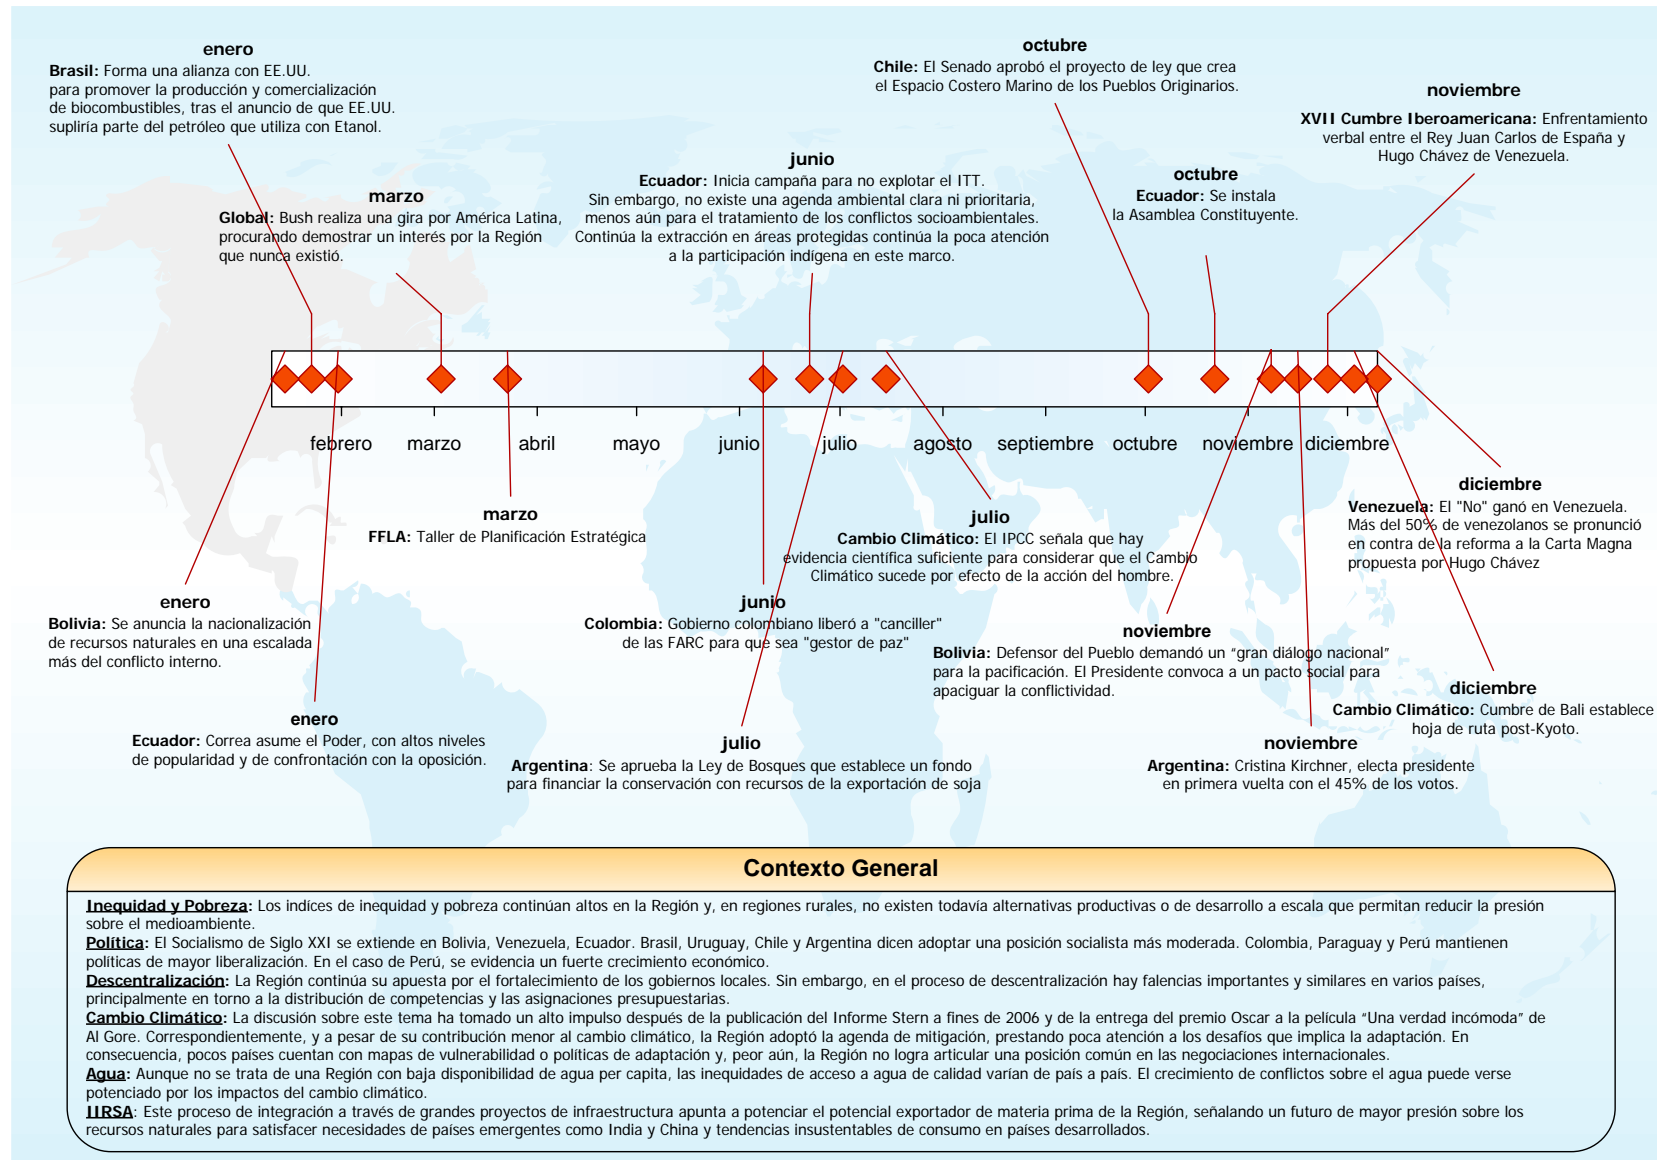 enero
Brasil: Forma una alianza con EE.UU.
para promover la producción y comercialización
de biocombustibles, tras el anuncio de que EE.UU.
supliría parte del petróleo que utiliza con Etanol.
marzo
Global: Bush realiza una gira por América Latina,
procurando demostrar un interés por la Región
que nunca existió.
junio
Ecuador: Inicia campaña para no explotar el ITT.
Sin embargo, no existe una agenda ambiental clara ni prioritaria,
menos aún para el tratamiento de los conflictos socioambientales.
Continúa la extracción en áreas protegidas continúa la poca atención
a la participación indígena en este marco.
octubre
Chile: El Senado aprobó el proyecto de ley que crea
el Espacio Costero Marino de los Pueblos Originarios.
octubre
Ecuador: Se instala
la Asamblea Constituyente.
noviembre
XVII Cumbre Iberoamericana: Enfrentamiento
verbal entre el Rey Juan Carlos de España y
Hugo Chávez de Venezuela.
febrero marzo abril mayo junio julio agosto septiembre octubre noviembre diciembre
enero
Bolivia: Se anuncia la nacionalización
de recursos naturales en una escalada
más del conflicto interno.
enero
Ecuador: Correa asume el Poder, con altos niveles
de popularidad y de confrontación con la oposición.
marzo
FFLA: Taller de Planificación Estratégica
junio
Colombia: Gobierno colombiano liberó a "canciller"
de las FARC para que sea "gestor de paz"
julio
Argentina: Se aprueba la Ley de Bosques que establece un fondo
para financiar la conservación con recursos de la exportación de soja
julio
Cambio Climático: El IPCC señala que hay
evidencia científica suficiente para considerar que el Cambio
Climático sucede por efecto de la acción del hombre.
noviembre
Bolivia: Defensor del Pueblo demandó un "gran diálogo nacional"
para la pacificación. El Presidente convoca a un pacto social para
apaciguar la conflictividad.
noviembre
Argentina: Cristina Kirchner, electa presidente
en primera vuelta con el 45% de los votos.
diciembre
Cambio Climático: Cumbre de Bali establece
hoja de ruta post-Kyoto.
diciembre
Venezuela: El "No" ganó en Venezuela.
Más del 50% de venezolanos se pronunció
en contra de la reforma a la Carta Magna
propuesta por Hugo Chávez
Contexto General
Inequidad y Pobreza: Los indíces de inequidad y pobreza continúan altos en la Región y, en regiones rurales, no existen todavía alternativas productivas o de desarrollo a escala que permitan reducir la presión
sobre el medioambiente.
Política: El Socialismo de Siglo XXI se extiende en Bolivia, Venezuela, Ecuador. Brasil, Uruguay, Chile y Argentina dicen adoptar una posición socialista más moderada. Colombia, Paraguay y Perú mantienen
políticas de mayor liberalización. En el caso de Perú, se evidencia un fuerte crecimiento económico.
Descentralización: La Región continúa su apuesta por el fortalecimiento de los gobiernos locales. Sin embargo, en el proceso de descentralización hay falencias importantes y similares en varios países,
principalmente en torno a la distribución de competencias y las asignaciones presupuestarias.
Cambio Climático: La discusión sobre este tema ha tomado un alto impulso después de la publicación del Informe Stern a fines de 2006 y de la entrega del premio Oscar a la película "Una verdad incómoda" de
Al Gore. Correspondientemente, y a pesar de su contribución menor al cambio climático, la Región adoptó la agenda de mitigación, prestando poca atención a los desafíos que implica la adaptación. En
consecuencia, pocos países cuentan con mapas de vulnerabilidad o políticas de adaptación y, peor aún, la Región no logra articular una posición común en las negociaciones internacionales.
Agua: Aunque no se trata de una Región con baja disponibilidad de agua per capita, las inequidades de acceso a agua de calidad varían de país a país. El crecimiento de conflictos sobre el agua puede verse
potenciado por los impactos del cambio climático.
IIRSA: Este proceso de integración a través de grandes proyectos de infraestructura apunta a potenciar el potencial exportador de materia prima de la Región, señalando un futuro de mayor presión sobre los
recursos naturales para satisfacer necesidades de países emergentes como India y China y tendencias insustentables de consumo en países desarrollados.